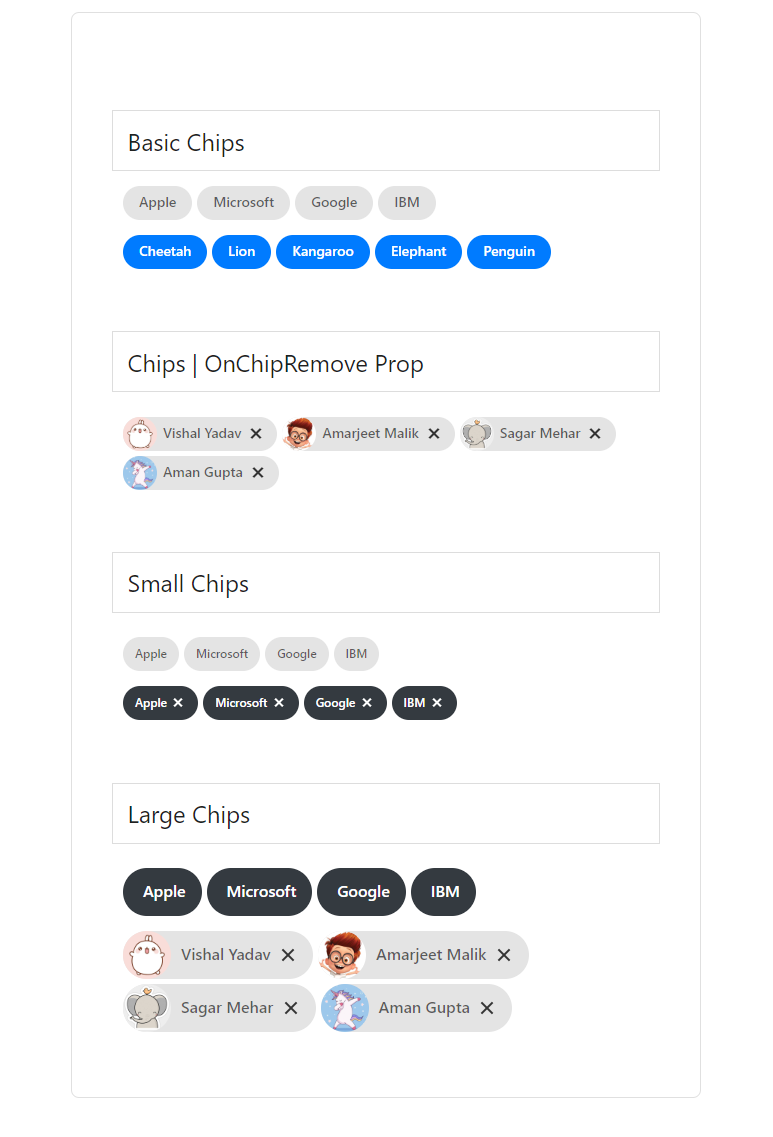 Basic Chips
Apple Microsoft Google IBM
Cheetah Lion Kangaroo Elephant Penguin
Chips | OnChipRemove Prop
Vishal Yadav Amarjeet Malik Sagar Mehar
Aman Gupta
Small Chips
Apple Microsoft Google IBM
Apple Microsoft Google IBM
Large Chips
Apple Microsoft Google IBM
Vishal Yadav Amarjeet Malik
Sagar Mehar Aman Gupta